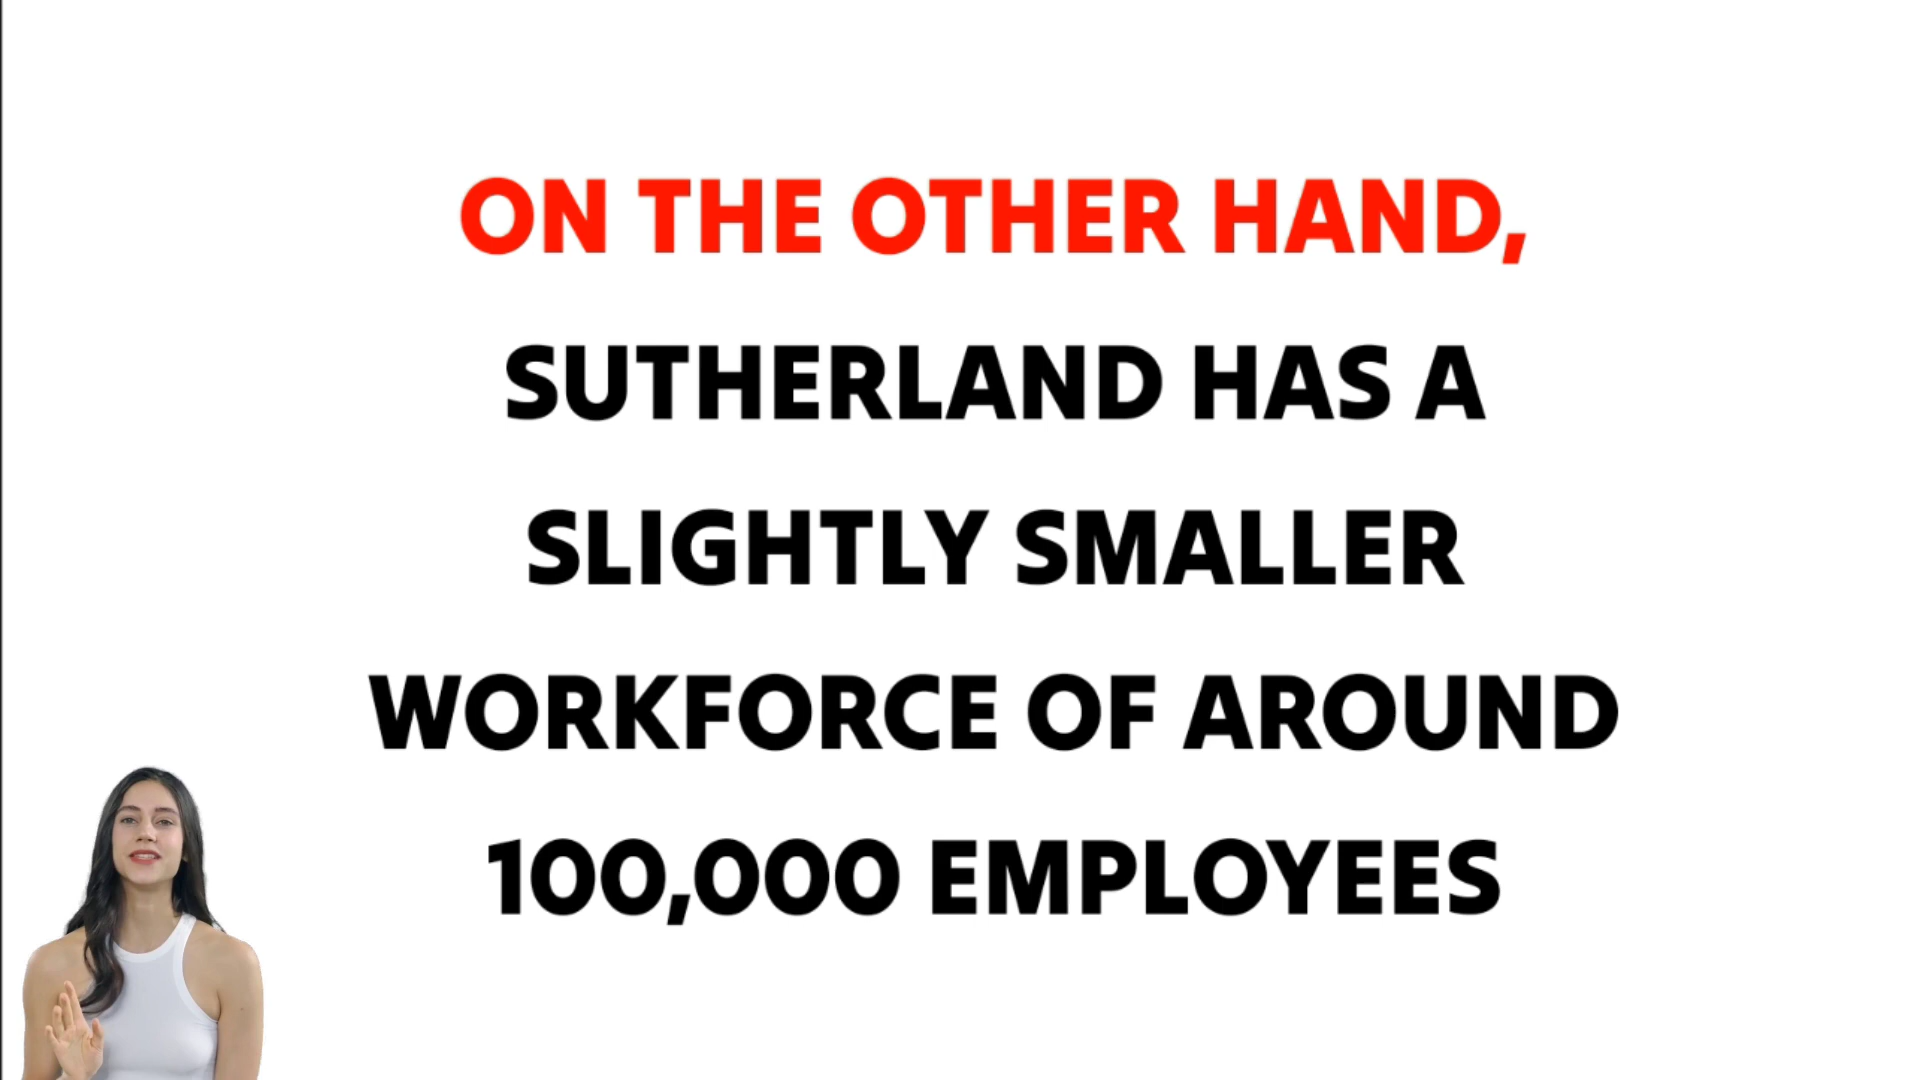 ON THE OTHER HAND,
SUTHERLAND HAS A
SLIGHTLY SMALLER
WORKFORCE OF AROUND
100,000 EMPLOYEES